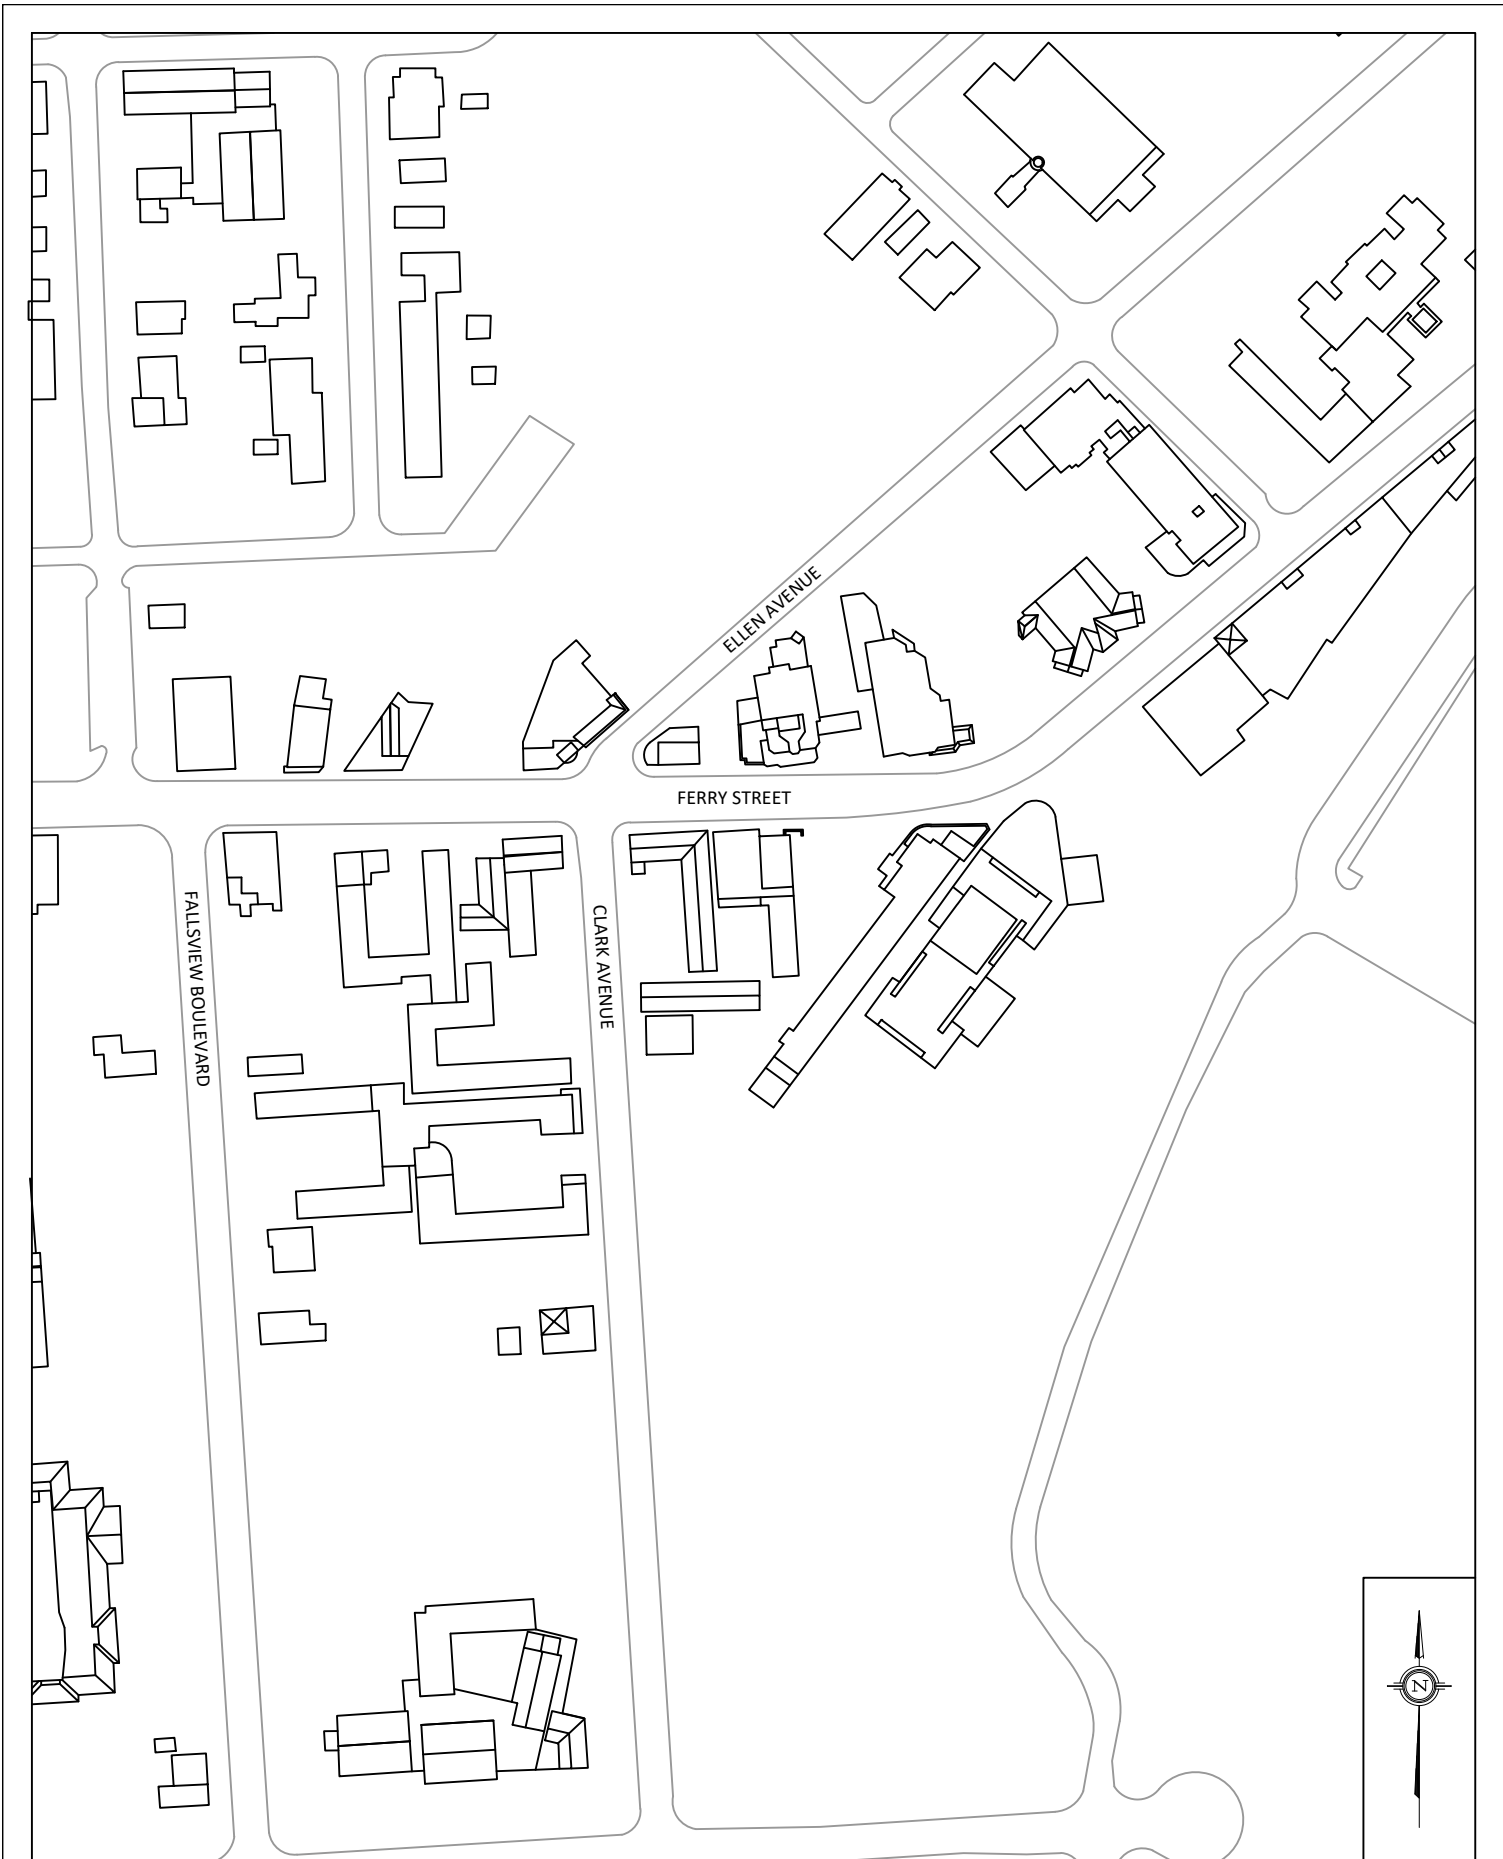 ELLEN AVENUE
FERRY STREET
FALLSVIEW BOULEVARD
CLARK AVENUE
N